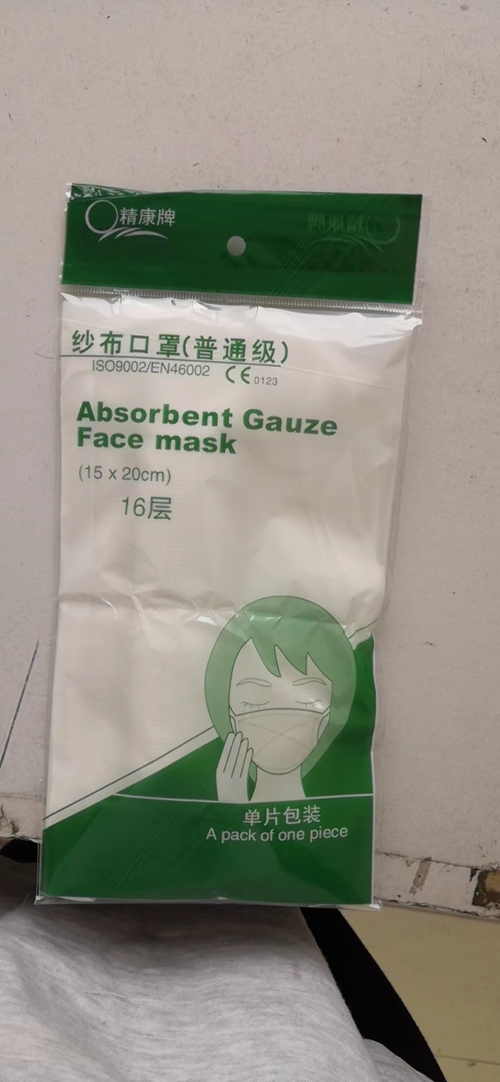 精康牌
纱布口罩(普通级)
ISO9002/EN46002 CE 0123
Absorbent Gauze
Face mask
(15 x 20cm)
16层
单片包装
A pack of one piece